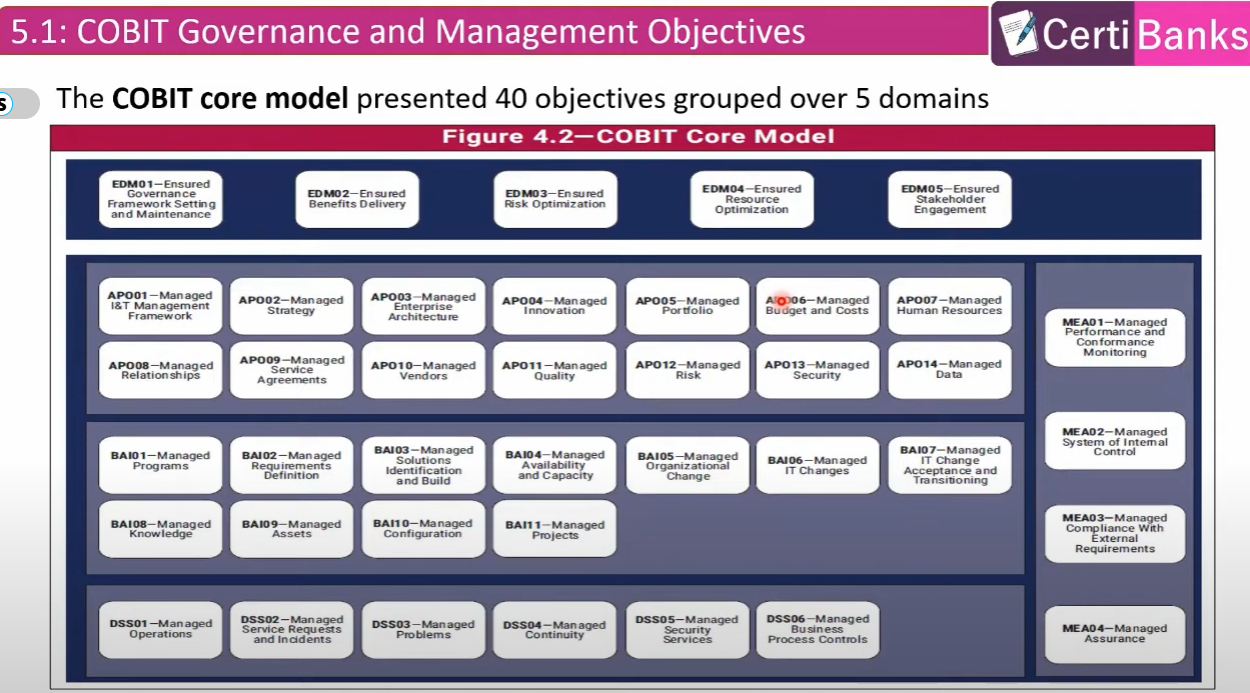 5.1: COBIT Governance and Management Objectives
Certi Banks
s
The COBIT core model presented 40 objectives grouped over 5 domains
Figure 4.2—COBIT Core Model
EDM01—Ensured
Governance
Framework Setting
and Maintenance
EDM02—Ensured
Benefits Delivery
EDM03—Ensured
Risk Optimization
EDM04—Ensured
Resource
Optimization
EDM05—Ensured
Stakeholder
Engagement
APO01—Managed
I&T Management
Framework
APO02—Managed
Strategy
APO03—Managed
Enterprise
Architecture
APO04—Managed
Innovation
APO05—Managed
Portfolio
APO06—Managed
Budget and Costs
APO07—Managed
Human Resources
APO08—Managed
Relationships
APO09—Managed
Service
Agreements
APO10—Managed
Vendors
APO11—Managed
Quality
APO12—Managed
Risk
APO13—Managed
Security
APO14—Managed
Data
BAI01—Managed
Programs
BAI02—Managed
Requirements
Definition
BAI03—Managed
Solutions
Identification
and Build
BAI04—Managed
Availability
and Capacity
BAI05—Managed
Organizational
Change
BAI06—Managed
IT Changes
BAI07—Managed
IT Change
Acceptance and
Transitioning
BAI08—Managed
Knowledge
BAI09—Managed
Assets
BAI10—Managed
Configuration
BAI11—Managed
Projects
DSS01—Managed
Operations
DSS02—Managed
Service Requests
and Incidents
DSS03—Managed
Problems
DSS04—Managed
Continuity
DSS05—Managed
Security
Services
DSS06—Managed
Business
Process Controls
MEA01—Managed
Performance and
Conformance
Monitoring
MEA02—Managed
System of Internal
Control
MEA03—Managed
Compliance With
External
Requirements
MEA04—Managed
Assurance